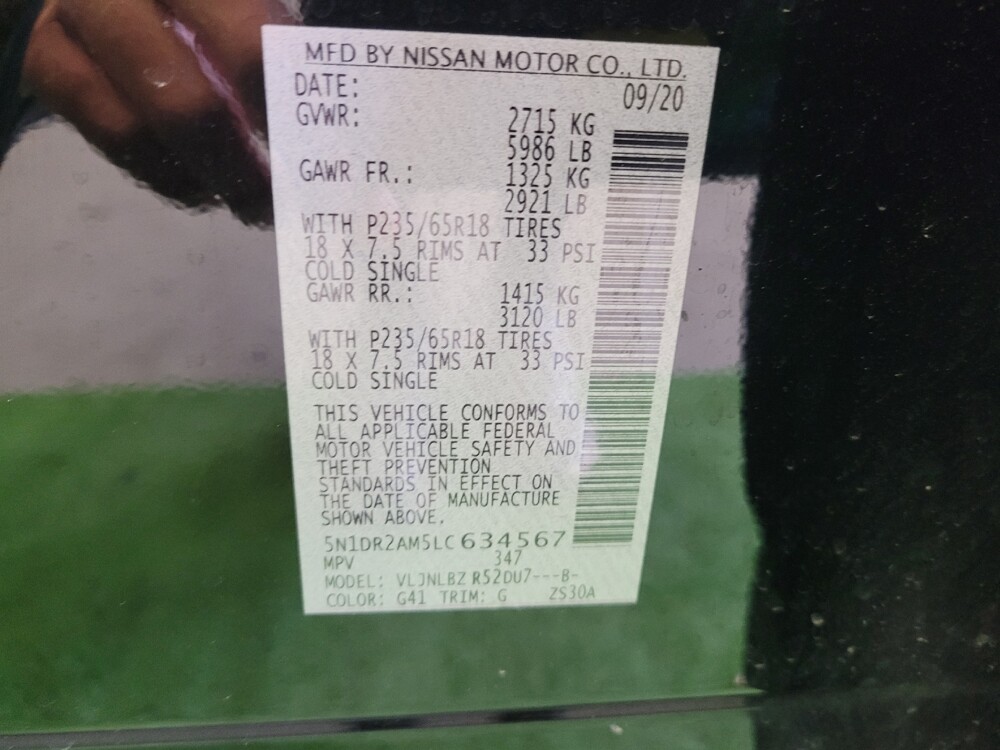 MFD BY NISSAN MOTOR CO., LTD.
DATE: 09/20
GVWR: 2715 KG
5986 LB
GAWR FR.: 1325 KG
2921 LB
WITH P235/65R18 TIRES
18 X 7.5 RIMS AT 33 PSI
COLD SINGLE
GAWR RR.: 1415 KG
3120 LB
WITH P235/65R18 TIRES
18 X 7.5 RIMS AT 33 PSI
COLD SINGLE
THIS VEHICLE CONFORMS TO
ALL APPLICABLE FEDERAL
MOTOR VEHICLE SAFETY AND
THEFT PREVENTION
STANDARDS IN EFFECT ON
THE DATE OF MANUFACTURE
SHOWN ABOVE.
5N1DR2AM5LC634567
MPV 347
MODEL: VLJNLBZ R52DU7---B-
COLOR: G41 TRIM: G ZS30A